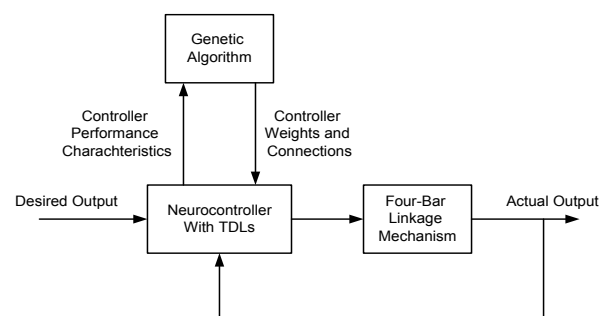 Genetic
Algorithm
Controller
Performance
Charachteristics
Controller
Weights and
Connections
Desired Output
Neurocontroller
With TDLs
Four-Bar
Linkage
Mechanism
Actual Output